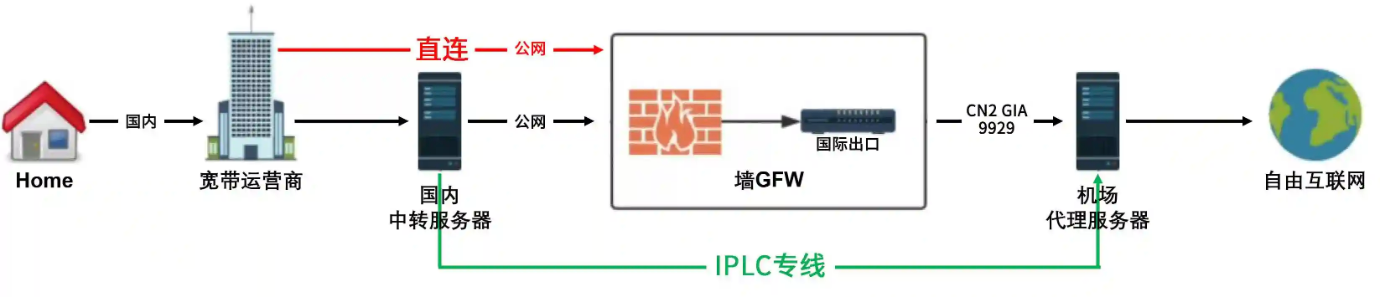 直连
公网
国内
公网
CN2 GIA
9929
国际出口
Home
宽带运营商
国内
中转服务器
墙GFW
机场
代理服务器
自由互联网
IPLC专线